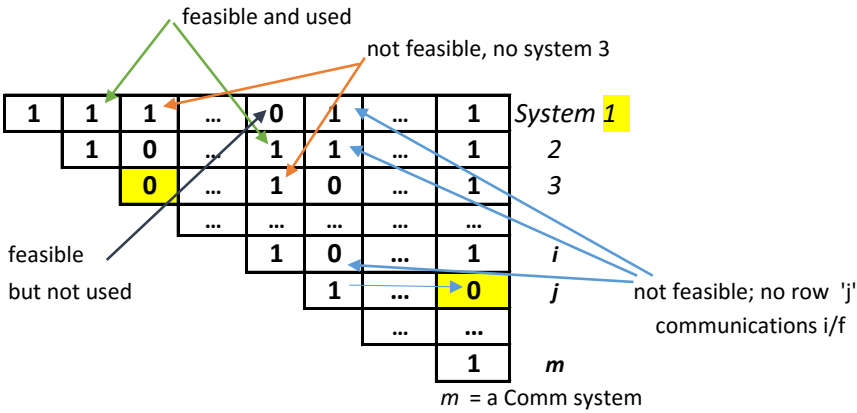 feasible and used
not feasible, no system 3
1 1 1 ... 0 1 ... 1 System 1
1 0 ... 1 1 ... 1 2
0 ... 1 0 ... 1 3
... ... ... ... ...
feasible 1 0 ... 1 i
but not used 1 ... 0 j not feasible; no row 'j'
... ... communications i/f
1 m
m = a Comm system